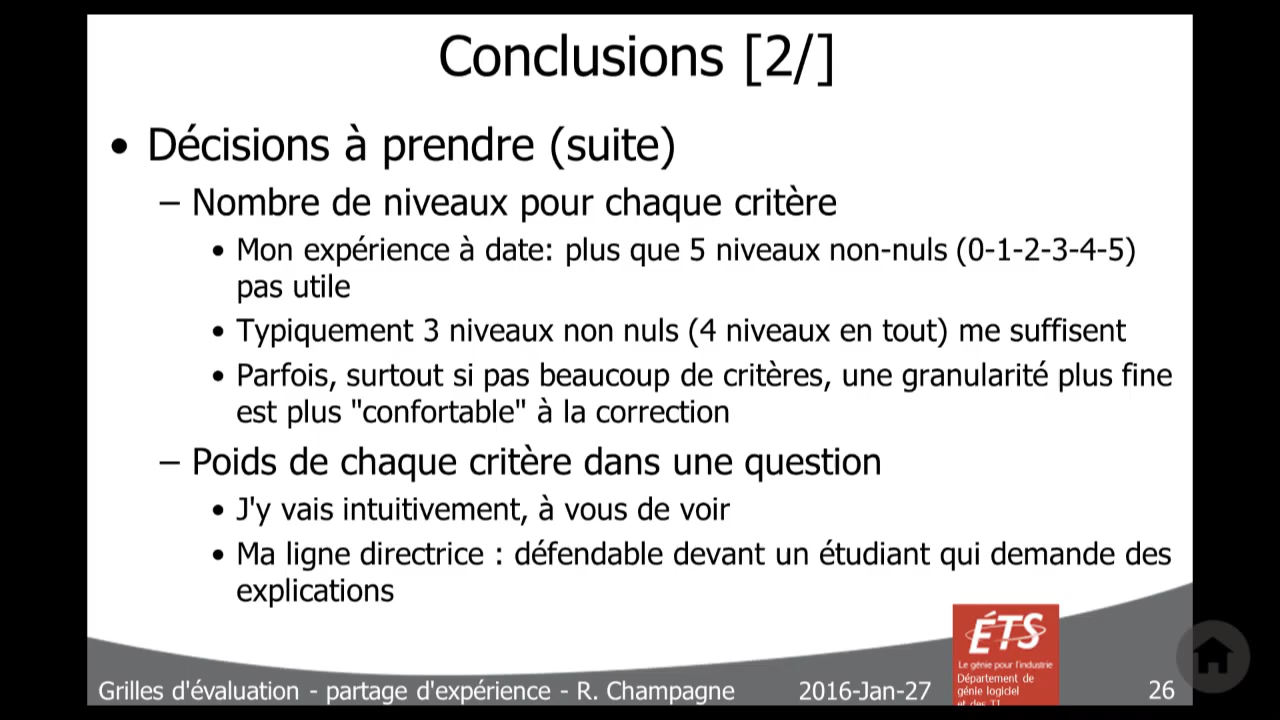 Conclusions [2/]
• Décisions à prendre (suite)
– Nombre de niveaux pour chaque critère
• Mon expérience à date: plus que 5 niveaux non-nuls (0-1-2-3-4-5)
pas utile
• Typiquement 3 niveaux non nuls (4 niveaux en tout) me suffisent
• Parfois, surtout si pas beaucoup de critères, une granularité plus fine
est plus "confortable" à la correction
– Poids de chaque critère dans une question
• J'y vais intuitivement, à vous de voir
• Ma ligne directrice : défendable devant un étudiant qui demande des
explications
ÉTS
Le génie pour l'industrie
Département de
génie logiciel
et des TI
Grilles d'évaluation - partage d'expérience - R. Champagne 2016-Jan-27 26